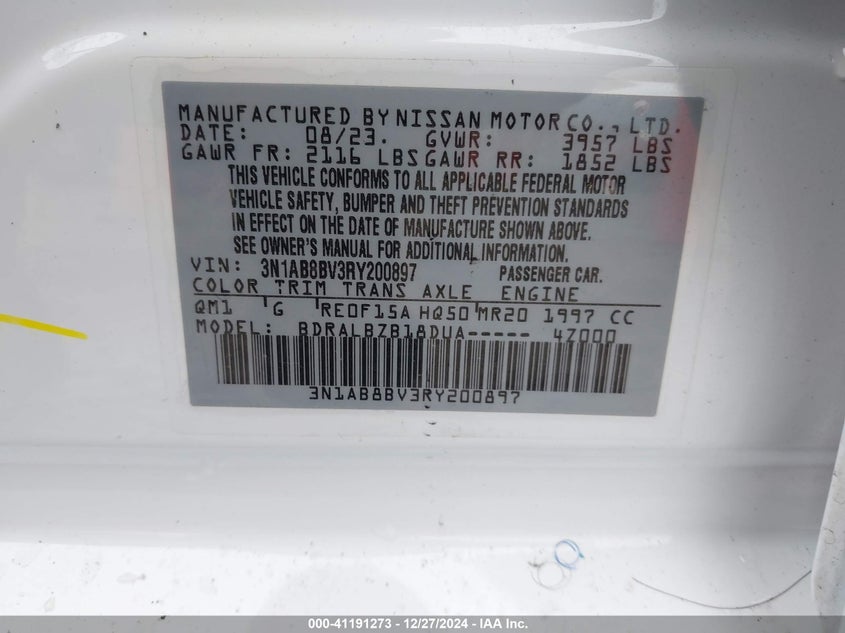 MANUFACTURED BY NISSAN MOTOR CO., LTD.
DATE: 08/23. GVWR: 3957 LBS
GAWR FR: 2116 LBS GAWR RR: 1852 LBS
THIS VEHICLE CONFORMS TO ALL APPLICABLE FEDERAL MOTOR
VEHICLE SAFETY, BUMPER AND THEFT PREVENTION STANDARDS
IN EFFECT ON THE DATE OF MANUFACTURE SHOWN ABOVE.
SEE OWNER'S MANUAL FOR ADDITIONAL INFORMATION.
VIN: 3N1AB8BV3RY200897 PASSENGER CAR.
COLOR TRIM TRANS AXLE ENGINE
QM1 G RE0F15A HQ50 MR20 1997 CC
MODEL: BDRALBZB18DUA----- 4Z000
3N1AB8BV3RY200897
000-41191273 – 12/27/2024 – IAA Inc.